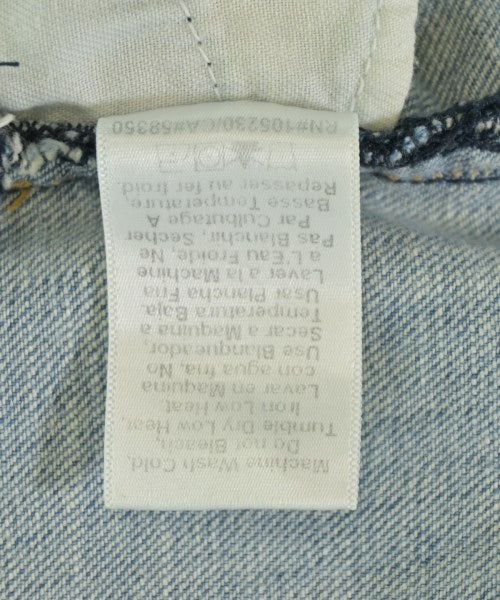 Machine Wash Cold,
Do not Bleach,
Tumble Dry Low Heat,
Iron Low Heat
Lavar en Maquina
con agua fria, No
Use Blanqueador,
Secar a Maquina a
Temperatura Baja,
Usar Plancha Fria
Laver a la Machine
a L'Eau Froide, Ne
Pas Blanchir, Secher
Par Culbutage A
Basse Temperature,
Repasser au fer froid.
RN#105230/CA#58350